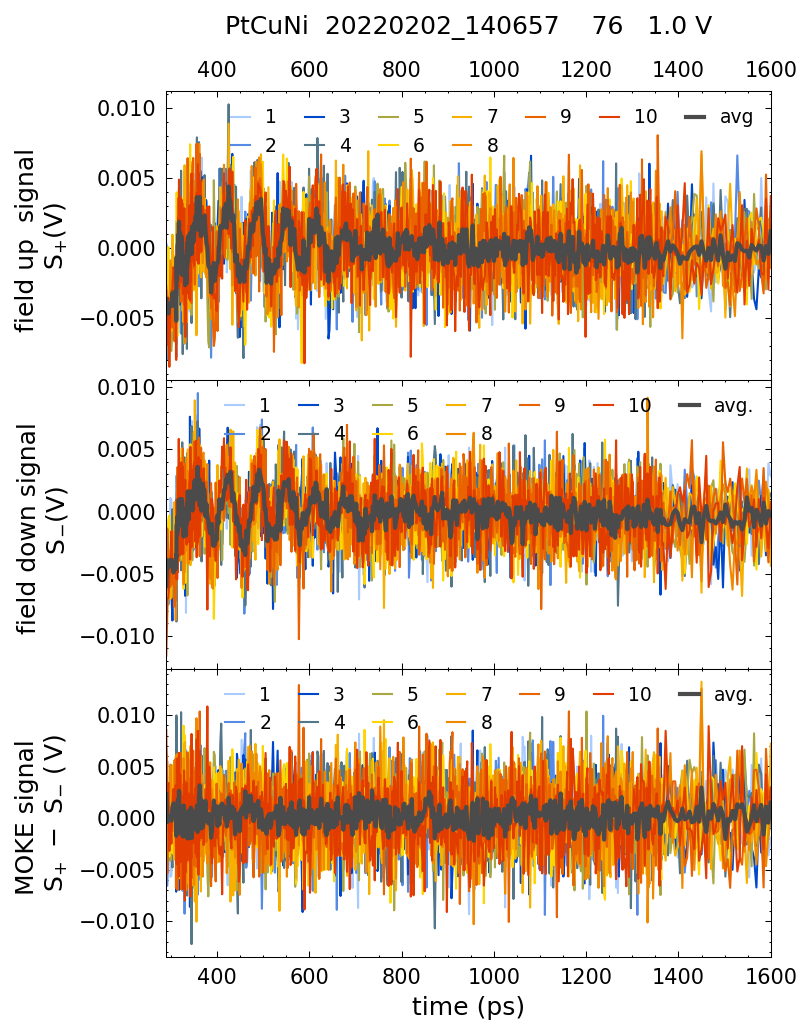 PtCuNi 20220202_140657 76 1.0 V
400 600 800 1000 1200 1400 1600
0.010
0.005
0.000
−0.005
field up signal
S+(V)
1 3 5 7 9 10 avg
2 4 6 8
0.010
0.005
0.000
−0.005
−0.010
field down signal
S−(V)
1 3 5 7 9 10 avg.
2 4 6 8
0.010
0.005
0.000
−0.005
−0.010
MOKE signal
S+ − S− ( V)
1 3 5 7 9 10 avg.
2 4 6 8
400 600 800 1000 1200 1400 1600
time (ps)